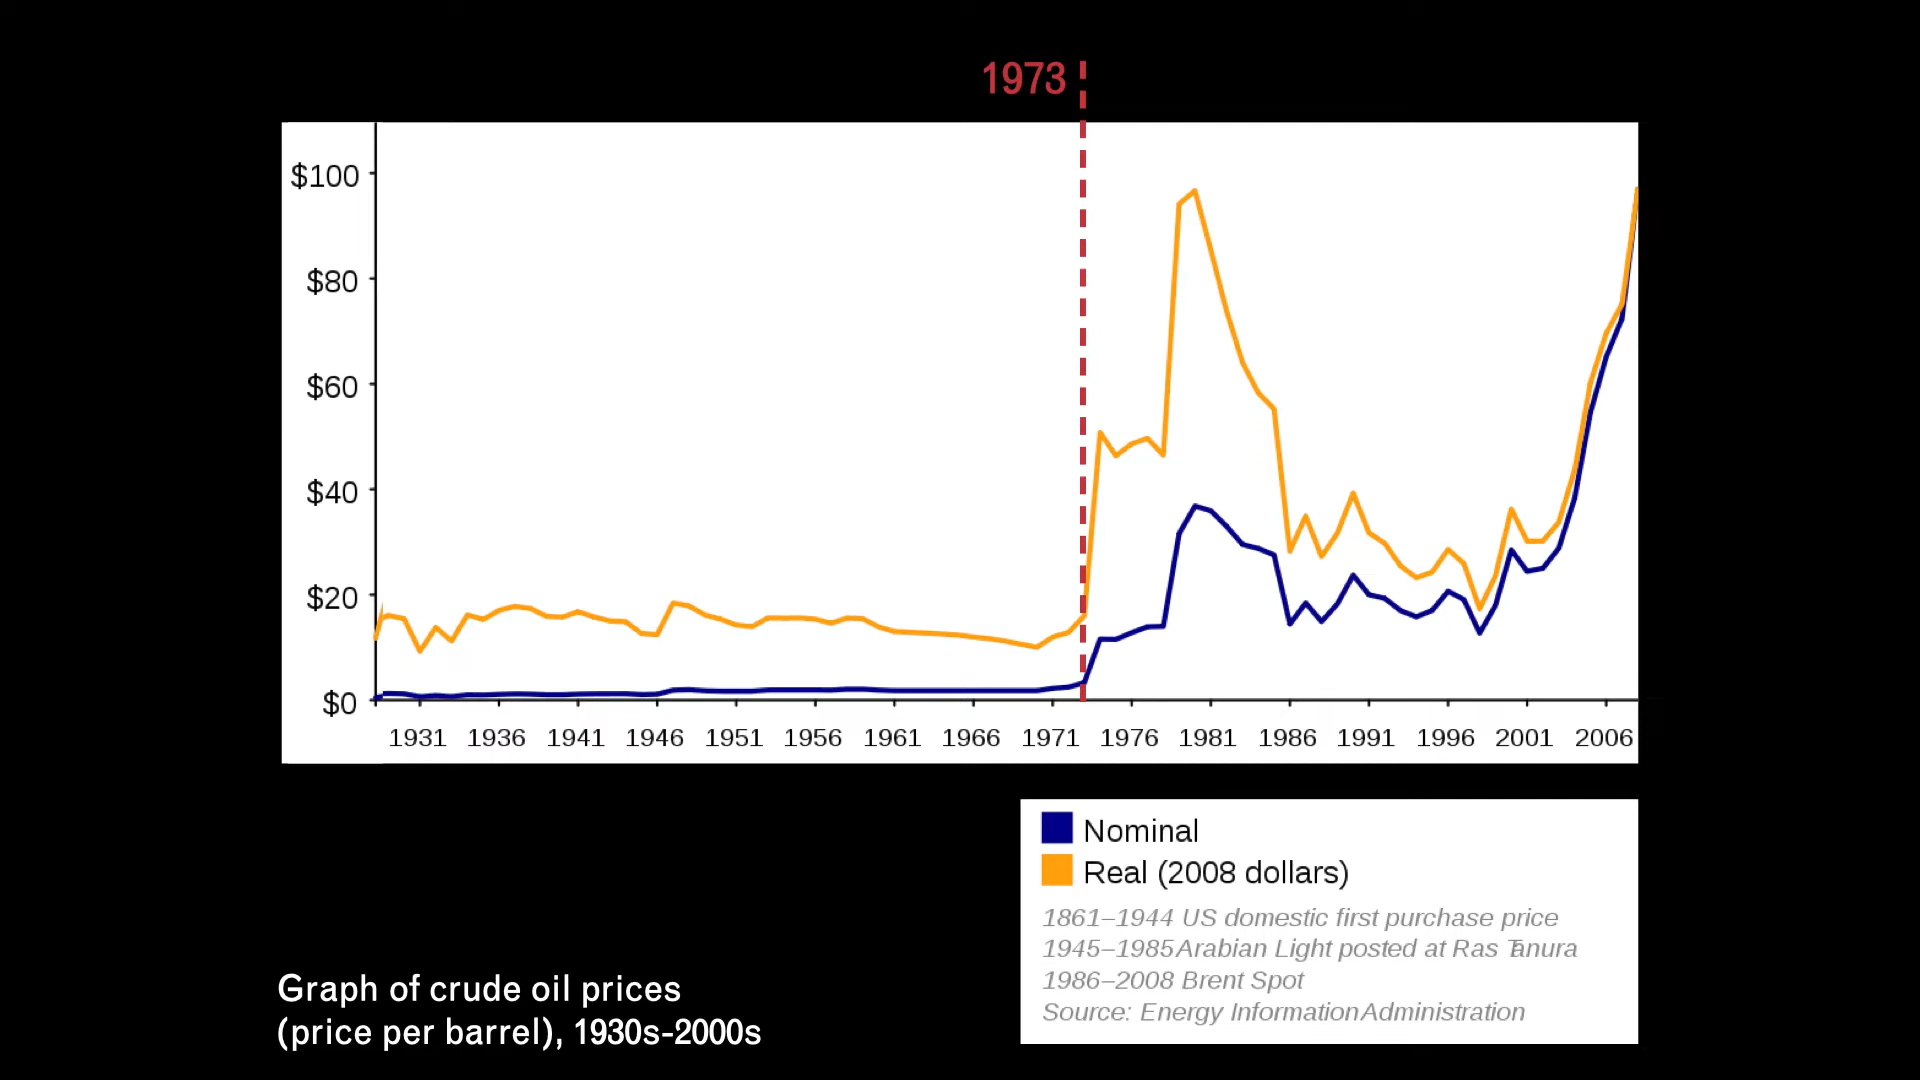 1973
$100
$80
$60
$40
$20
$0
1931 1936 1941 1946 1951 1956 1961 1966 1971 1976 1981 1986 1991 1996 2001 2006
Nominal
Real (2008 dollars)
1861–1944 US domestic first purchase price
1945–1985 Arabian Light posted at Ras Tanura
1986–2008 Brent Spot
Source: Energy Information Administration
Graph of crude oil prices
(price per barrel), 1930s-2000s